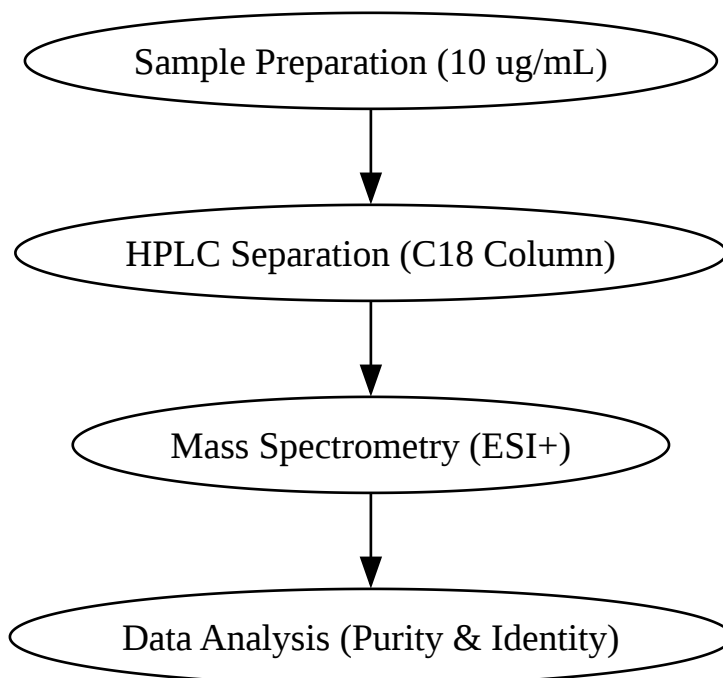 Sample Preparation (10 ug/mL)
HPLC Separation (C18 Column)
Mass Spectrometry (ESI+)
Data Analysis (Purity & Identity)